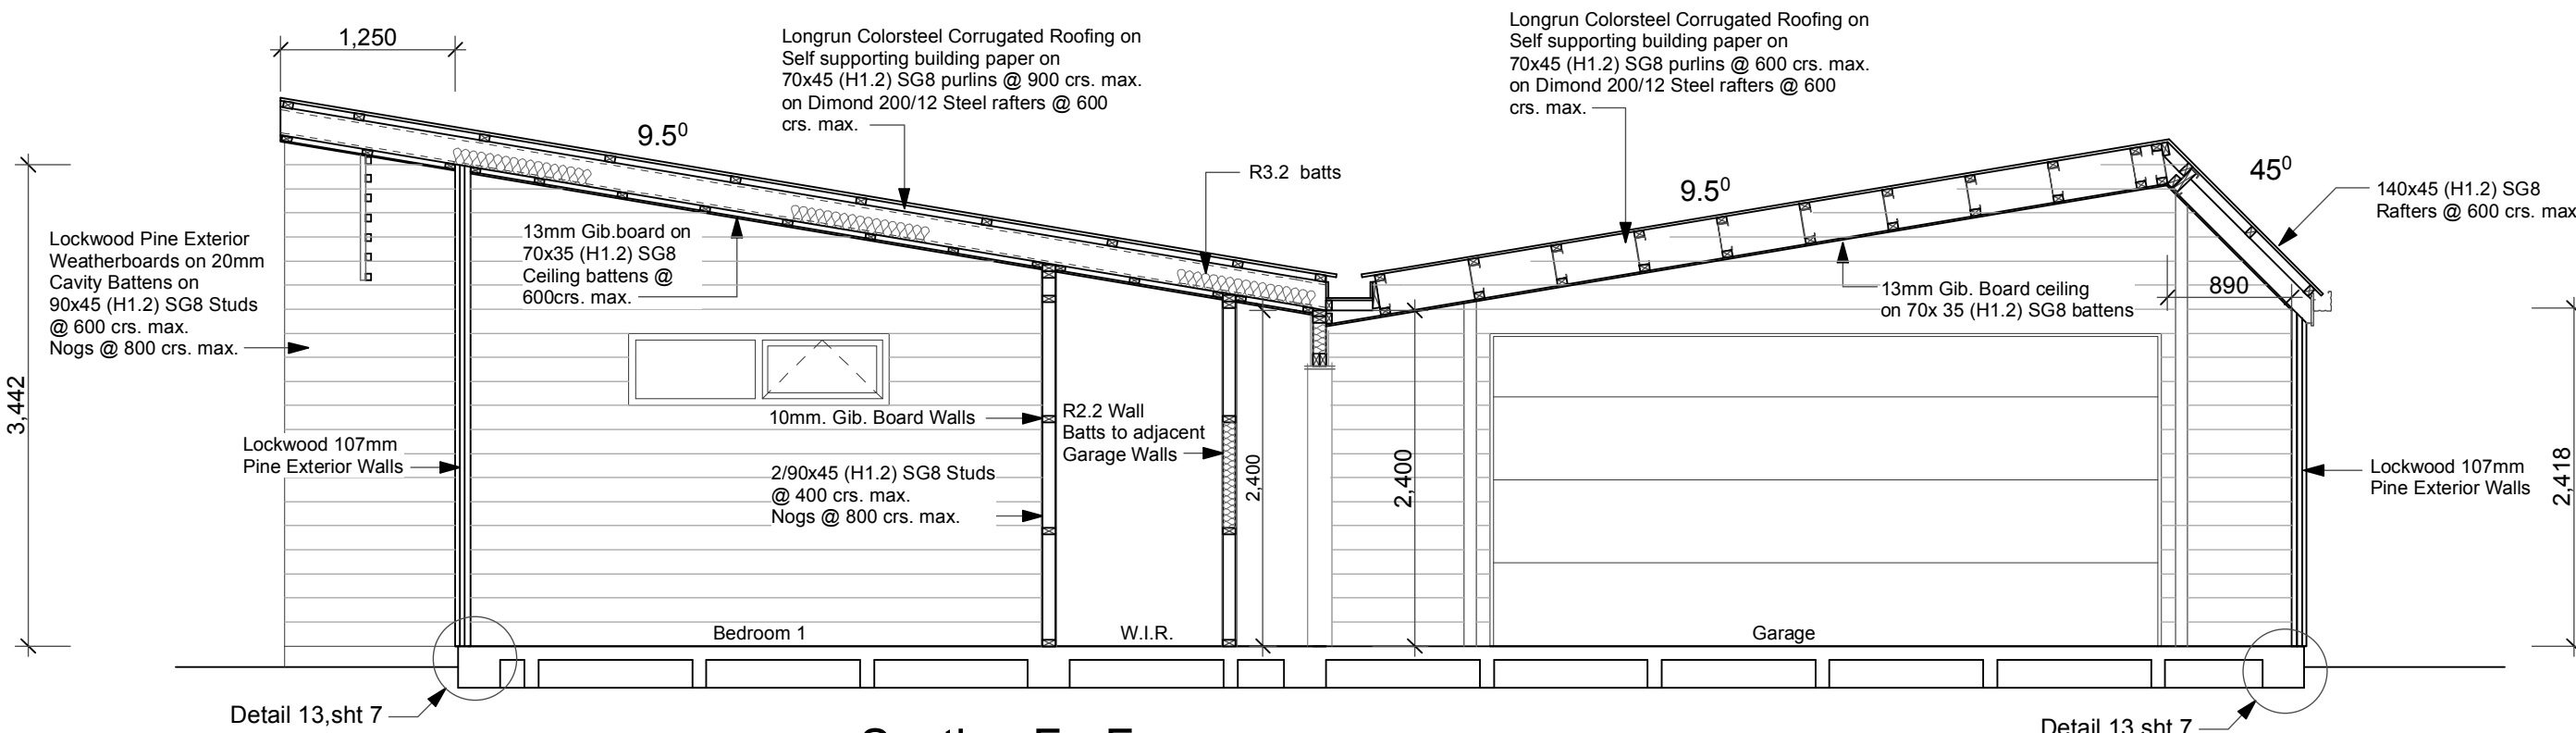 1,250
Longrun Colorsteel Corrugated Roofing on
Self supporting building paper on
70x45 (H1.2) SG8 purlins @ 900 crs. max.
on Dimond 200/12 Steel rafters @ 600
crs. max.
Longrun Colorsteel Corrugated Roofing on
Self supporting building paper on
70x45 (H1.2) SG8 purlins @ 600 crs. max.
on Dimond 200/12 Steel rafters @ 600
crs. max.
9.5⁰
R3.2 batts
9.5⁰
45⁰
140x45 (H1.2) SG8
Rafters @ 600 crs. max
Lockwood Pine Exterior
Weatherboards on 20mm
Cavity Battens on
90x45 (H1.2) SG8 Studs
@ 600 crs. max.
Nogs @ 800 crs. max.
13mm Gib.board on
70x35 (H1.2) SG8
Ceiling battens @
600crs. max.
13mm Gib. Board ceiling
on 70x 35 (H1.2) SG8 battens
890
3,442
Lockwood 107mm
Pine Exterior Walls
10mm. Gib. Board Walls
2/90x45 (H1.2) SG8 Studs
@ 400 crs. max.
Nogs @ 800 crs. max.
R2.2 Wall
Batts to adjacent
Garage Walls
2,400
2,400
Lockwood 107mm
Pine Exterior Walls
2,418
Bedroom 1
W.I.R.
Garage
Detail 13,sht 7
Detail 13,sht 7